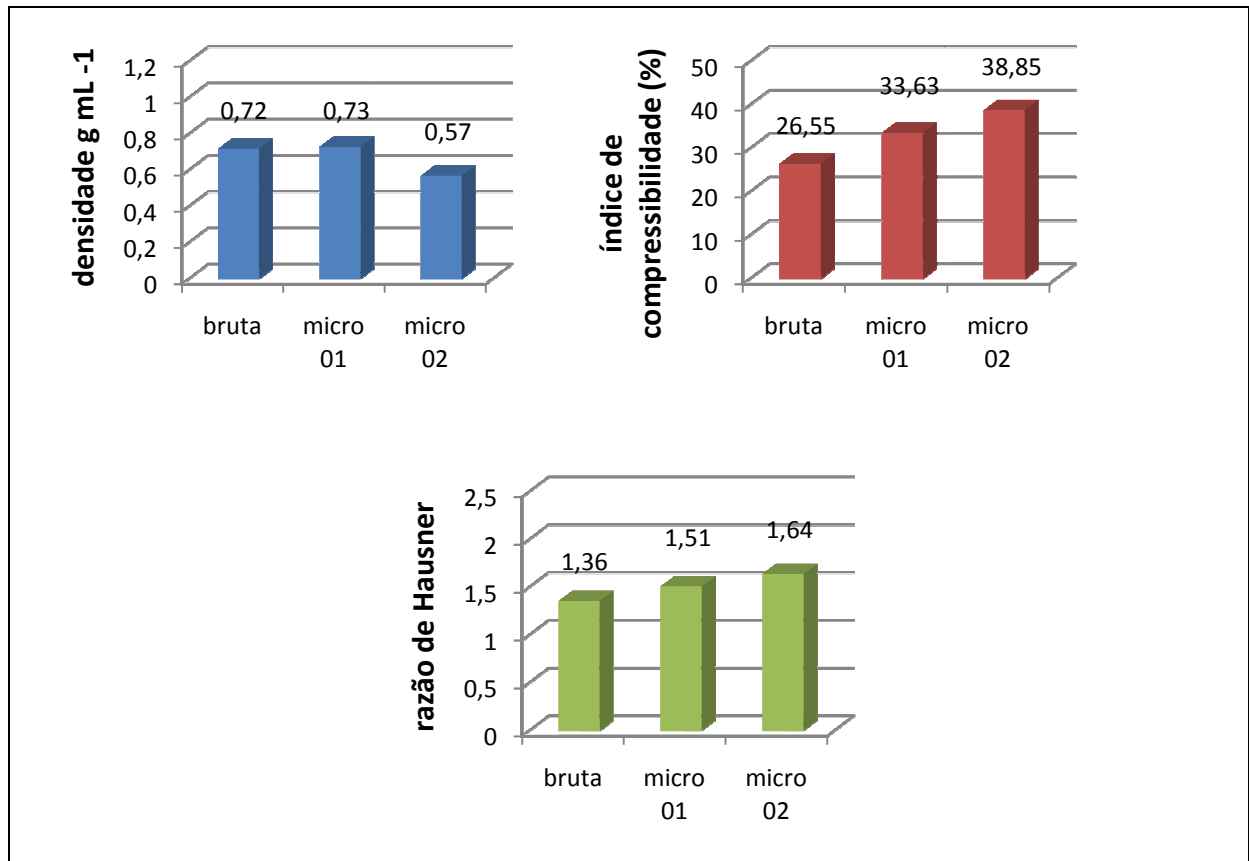 densidade g mL -1
1,2
1
0,8
0,6
0,4
0,2
0
0,72
0,73
0,57
bruta
micro
01
micro
02
índice de
compressibilidade (%)
50
40
30
20
10
0
26,55
33,63
38,85
bruta
micro
01
micro
02
razão de Hausner
2,5
2
1,5
1
0,5
0
1,36
1,51
1,64
bruta
micro
01
micro
02